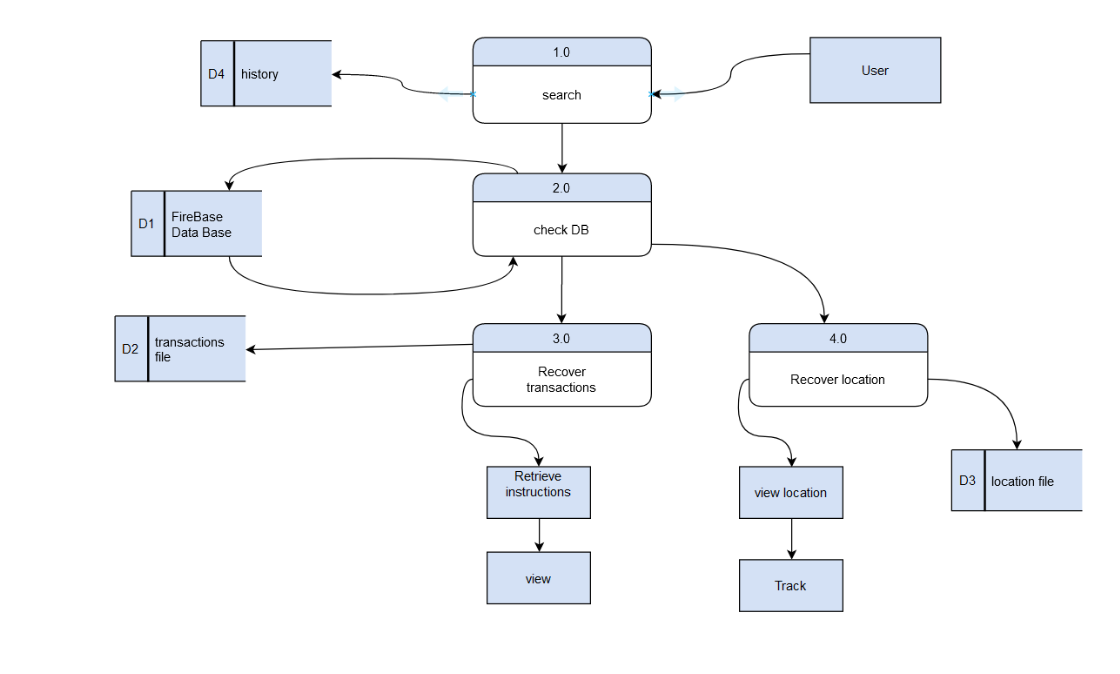 1.0
search
User
D4
history
2.0
check DB
D1
FireBase
Data Base
3.0
Recover
transactions
4.0
Recover location
D2
transactions
file
Retrieve
instructions
view location
D3
location file
view
Track